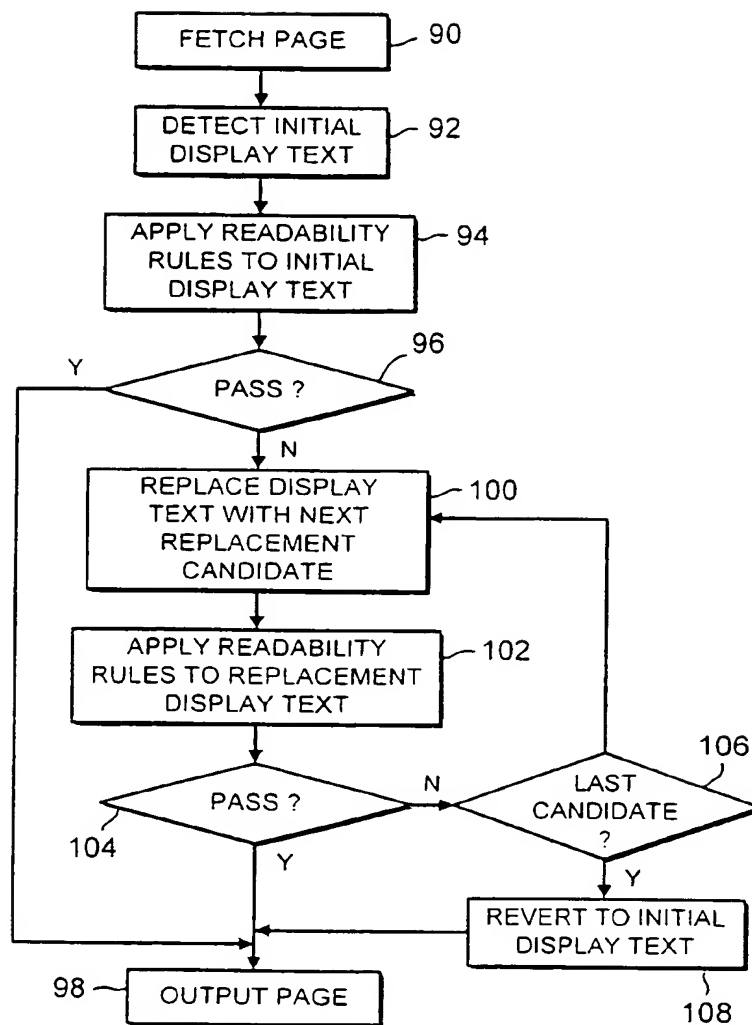 FETCH PAGE
90
DETECT INITIAL
DISPLAY TEXT
92
APPLY READABILITY
RULES TO INITIAL
DISPLAY TEXT
94
96
Y
PASS ?
N
REPLACE DISPLAY
TEXT WITH NEXT
REPLACEMENT
CANDIDATE
100
APPLY READABILITY
RULES TO REPLACEMENT
DISPLAY TEXT
102
106
PASS ?
N
LAST
CANDIDATE
?
104
Y
Y
REVERT TO INITIAL
DISPLAY TEXT
108
98
OUTPUT PAGE